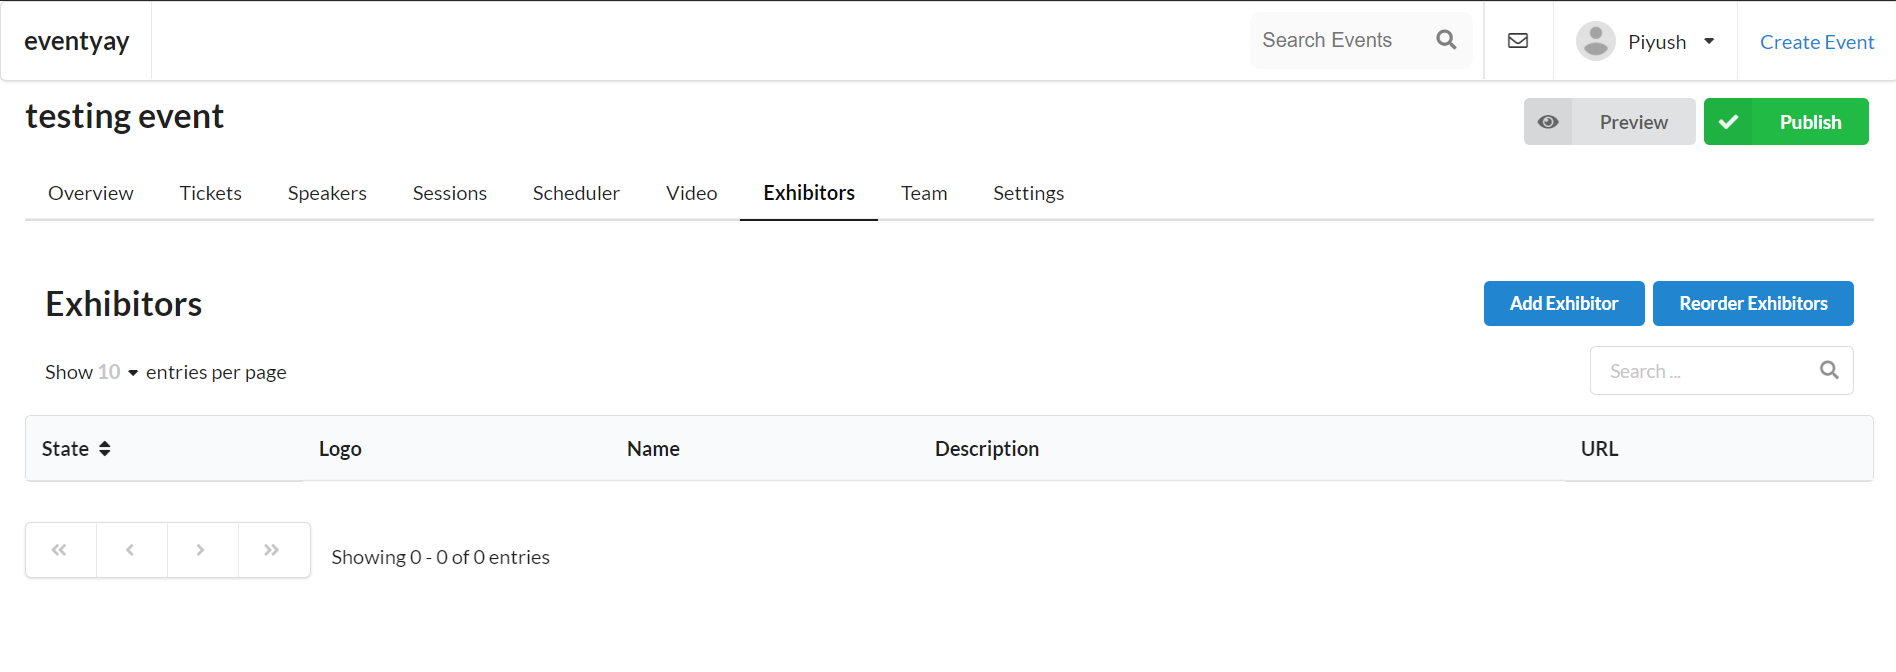 eventyay
Search Events
Piyush
Create Event
testing event
Preview
Publish
Overview Tickets Speakers Sessions Scheduler Video Exhibitors Team Settings
Exhibitors
Add Exhibitor
Reorder Exhibitors
Show 10 entries per page
Search ...
State Logo Name Description URL
Showing 0 - 0 of 0 entries